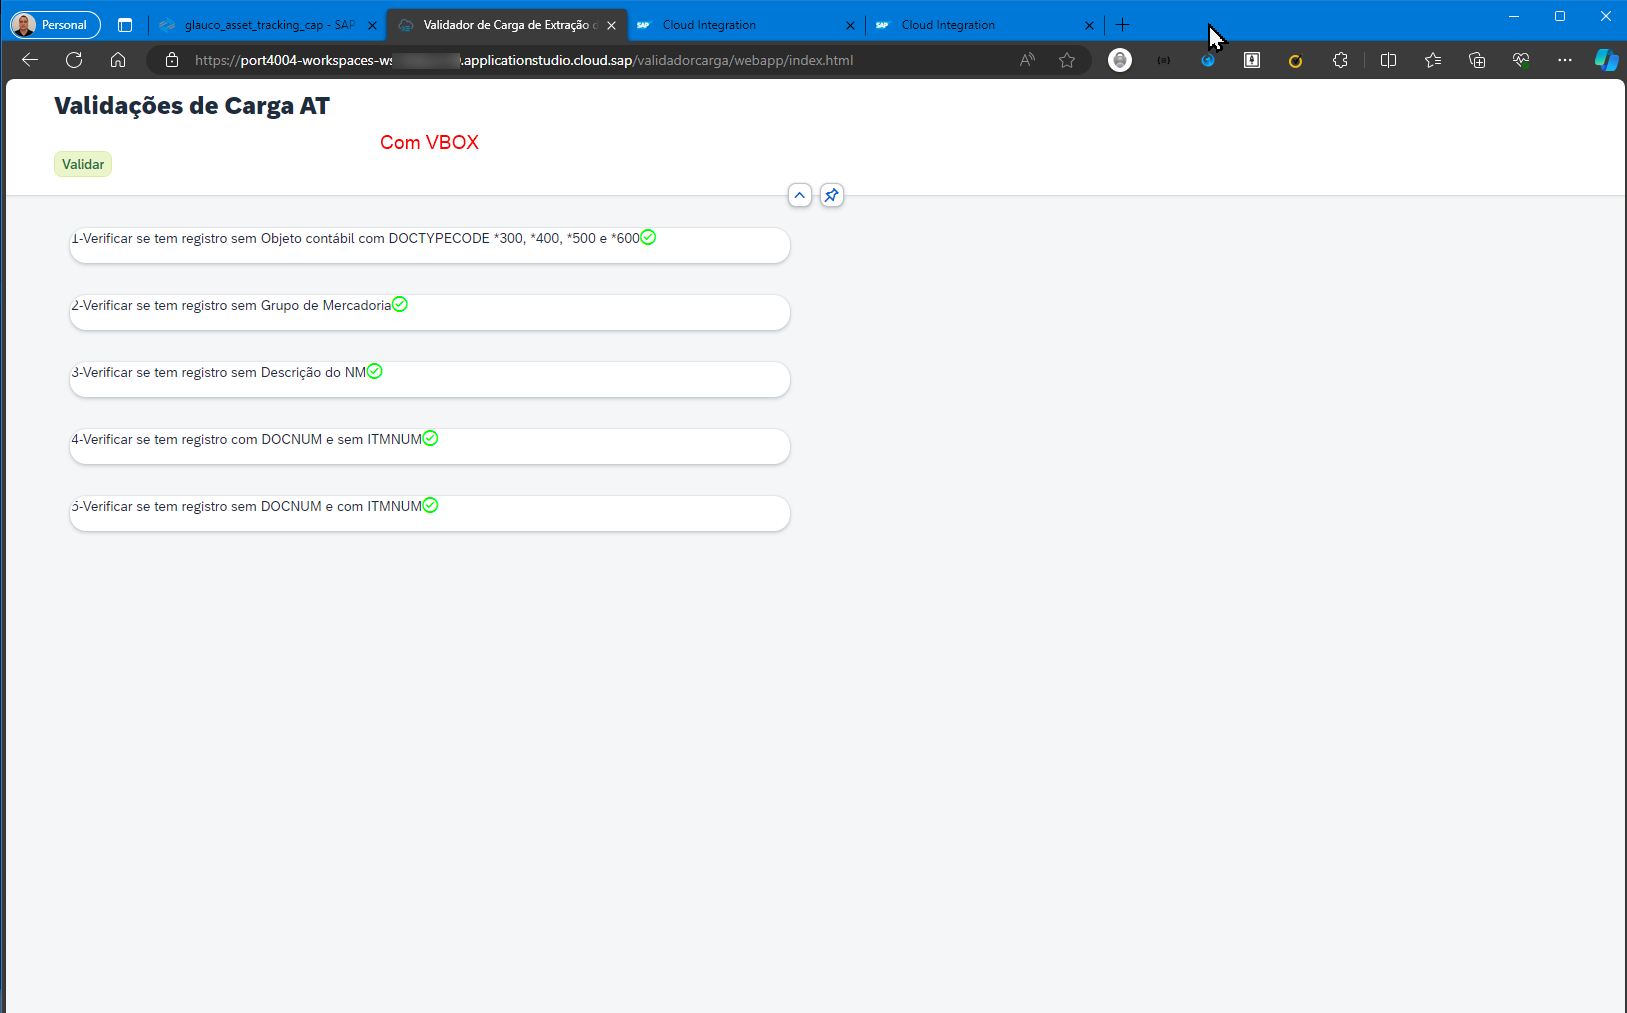 Personal
glauco_asset_tracking_cap - SAP
Validador de Carga de Extração d
SAP Cloud Integration
SAP Cloud Integration
https://port4004-workspaces-ws
.applicationstudio.cloud.sap/validadorcarga/webapp/index.html
Validações de Carga AT
Com VBOX
Validar
1-Verificar se tem registro sem Objeto contábil com DOCTYPECODE *300, *400, *500 e *600
2-Verificar se tem registro sem Grupo de Mercadoria
3-Verificar se tem registro sem Descrição do NM
4-Verificar se tem registro com DOCNUM e sem ITMNUM
5-Verificar se tem registro sem DOCNUM e com ITMNUM